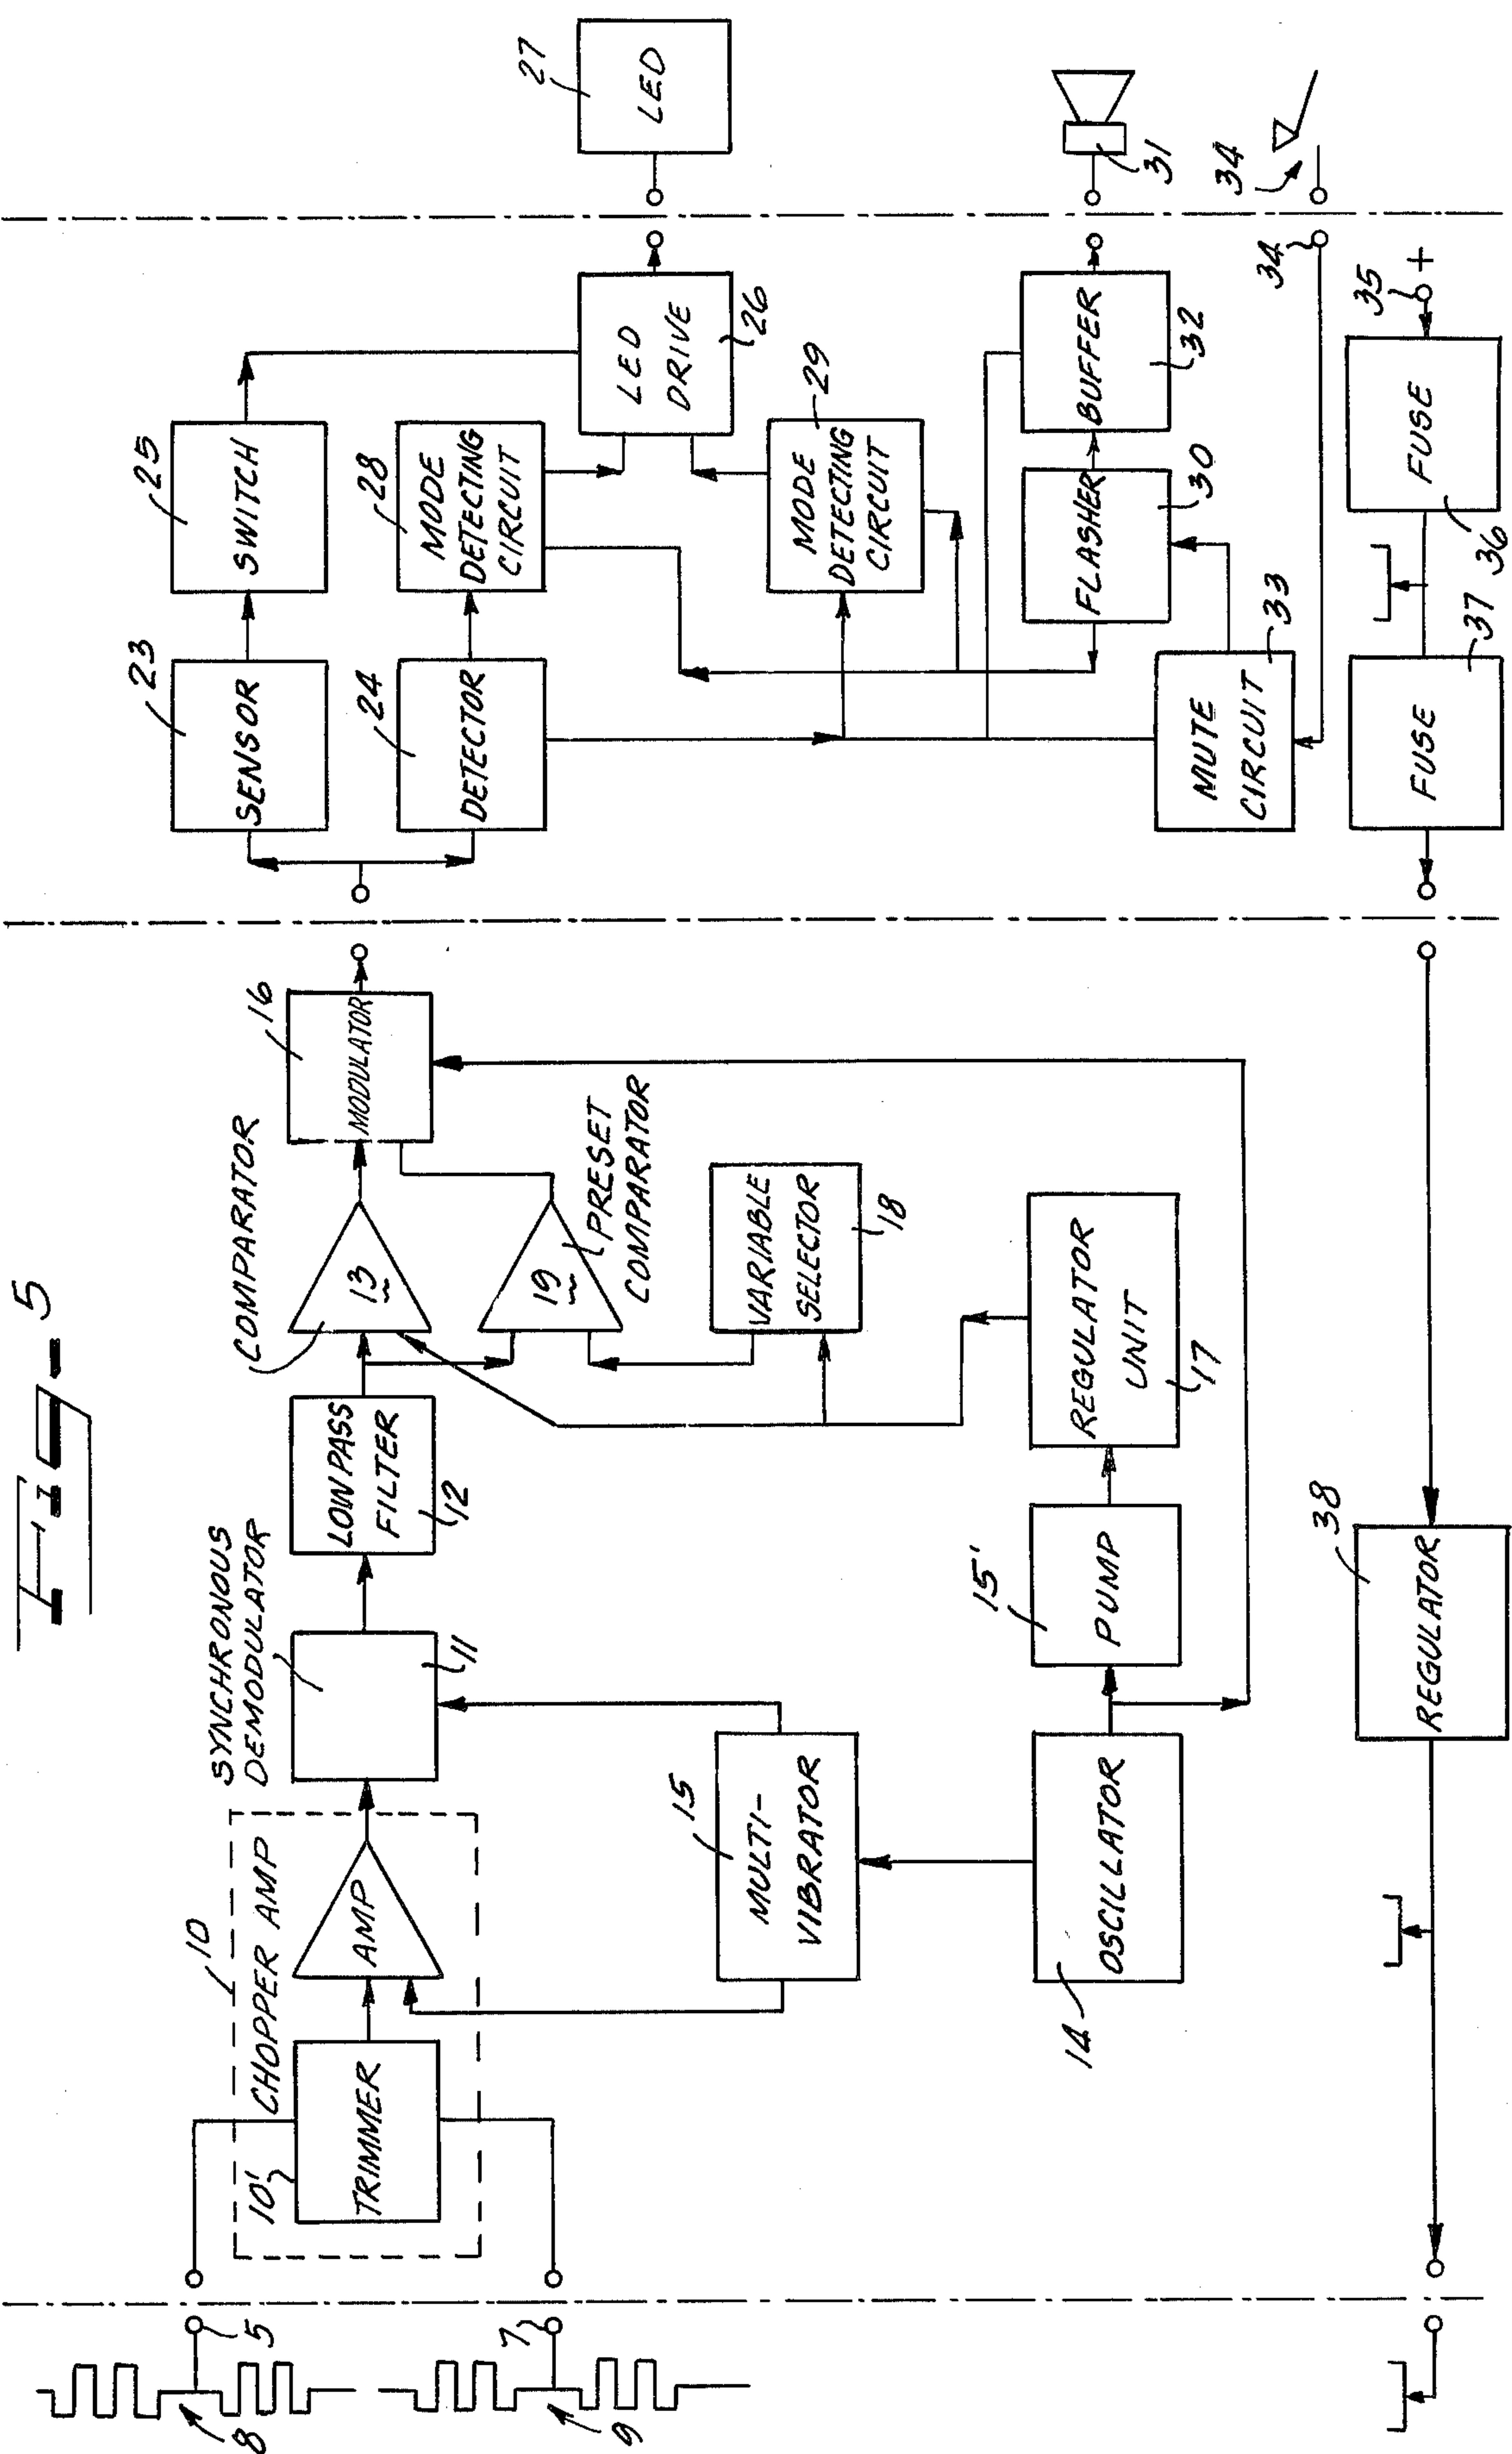 Fig-5
8
9
5
7
10
CHOPPER AMP
10'
TRIMMER
AMP
SYNCHRONOUS
DEMODULATOR
11
LOWPASS
FILTER
12
COMPARATOR
13
19
PRESET
COMPARATOR
16
MODULATOR
15
MULTI-
VIBRATOR
VARIABLE
SELECTOR
18
14
OSCILLATOR
15'
PUMP
REGULATOR
UNIT
17
38
REGULATOR
23
SENSOR
25
SWITCH
24
DETECTOR
28
MODE
DETECTING
CIRCUIT
LED
DRIVE
26
27
LED
MODE
DETECTING
CIRCUIT
29
FLASHER
30
BUFFER
32
31
MUTE
CIRCUIT
33
34
34
FUSE
37
FUSE
36
35
+